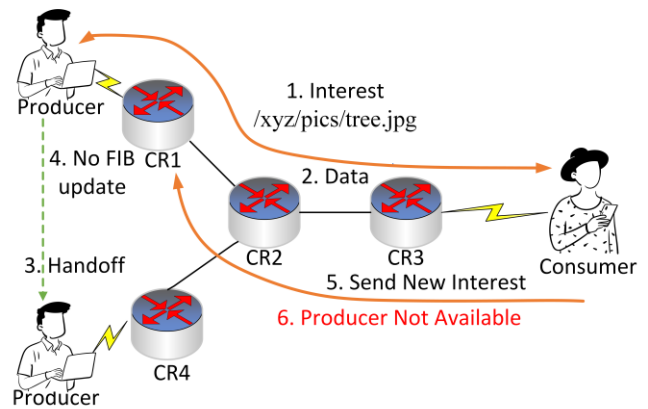 Producer
1. Interest
/xyz/pics/tree.jpg
4. No FIB
update
CR1
2. Data
CR2
CR3
Consumer
3. Handoff
5. Send New Interest
6. Producer Not Available
CR4
Producer